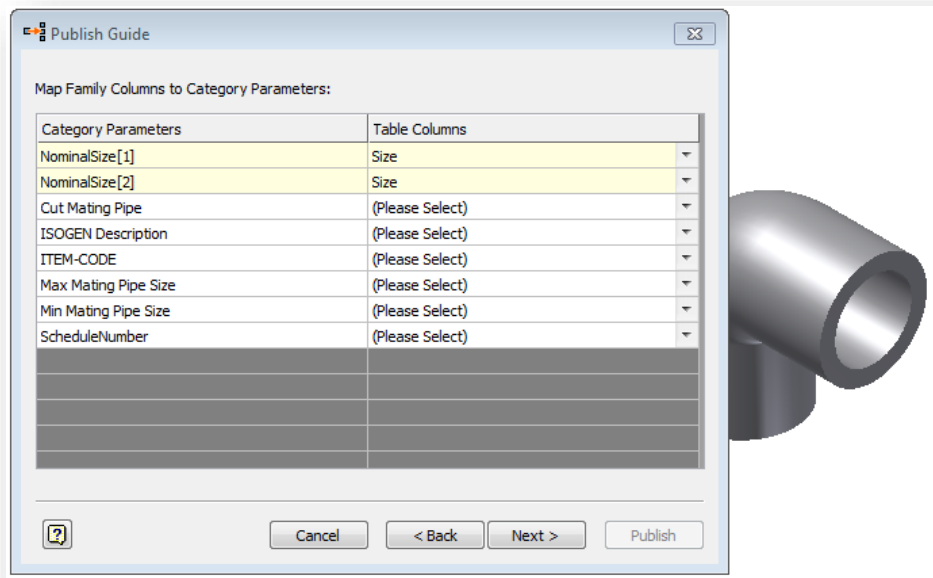 Publish Guide
Map Family Columns to Category Parameters:
Category Parameters Table Columns
NominalSize[1] Size
NominalSize[2] Size
Cut Mating Pipe (Please Select)
ISOGEN Description (Please Select)
ITEM-CODE (Please Select)
Max Mating Pipe Size (Please Select)
Min Mating Pipe Size (Please Select)
ScheduleNumber (Please Select)
? Cancel < Back Next > Publish